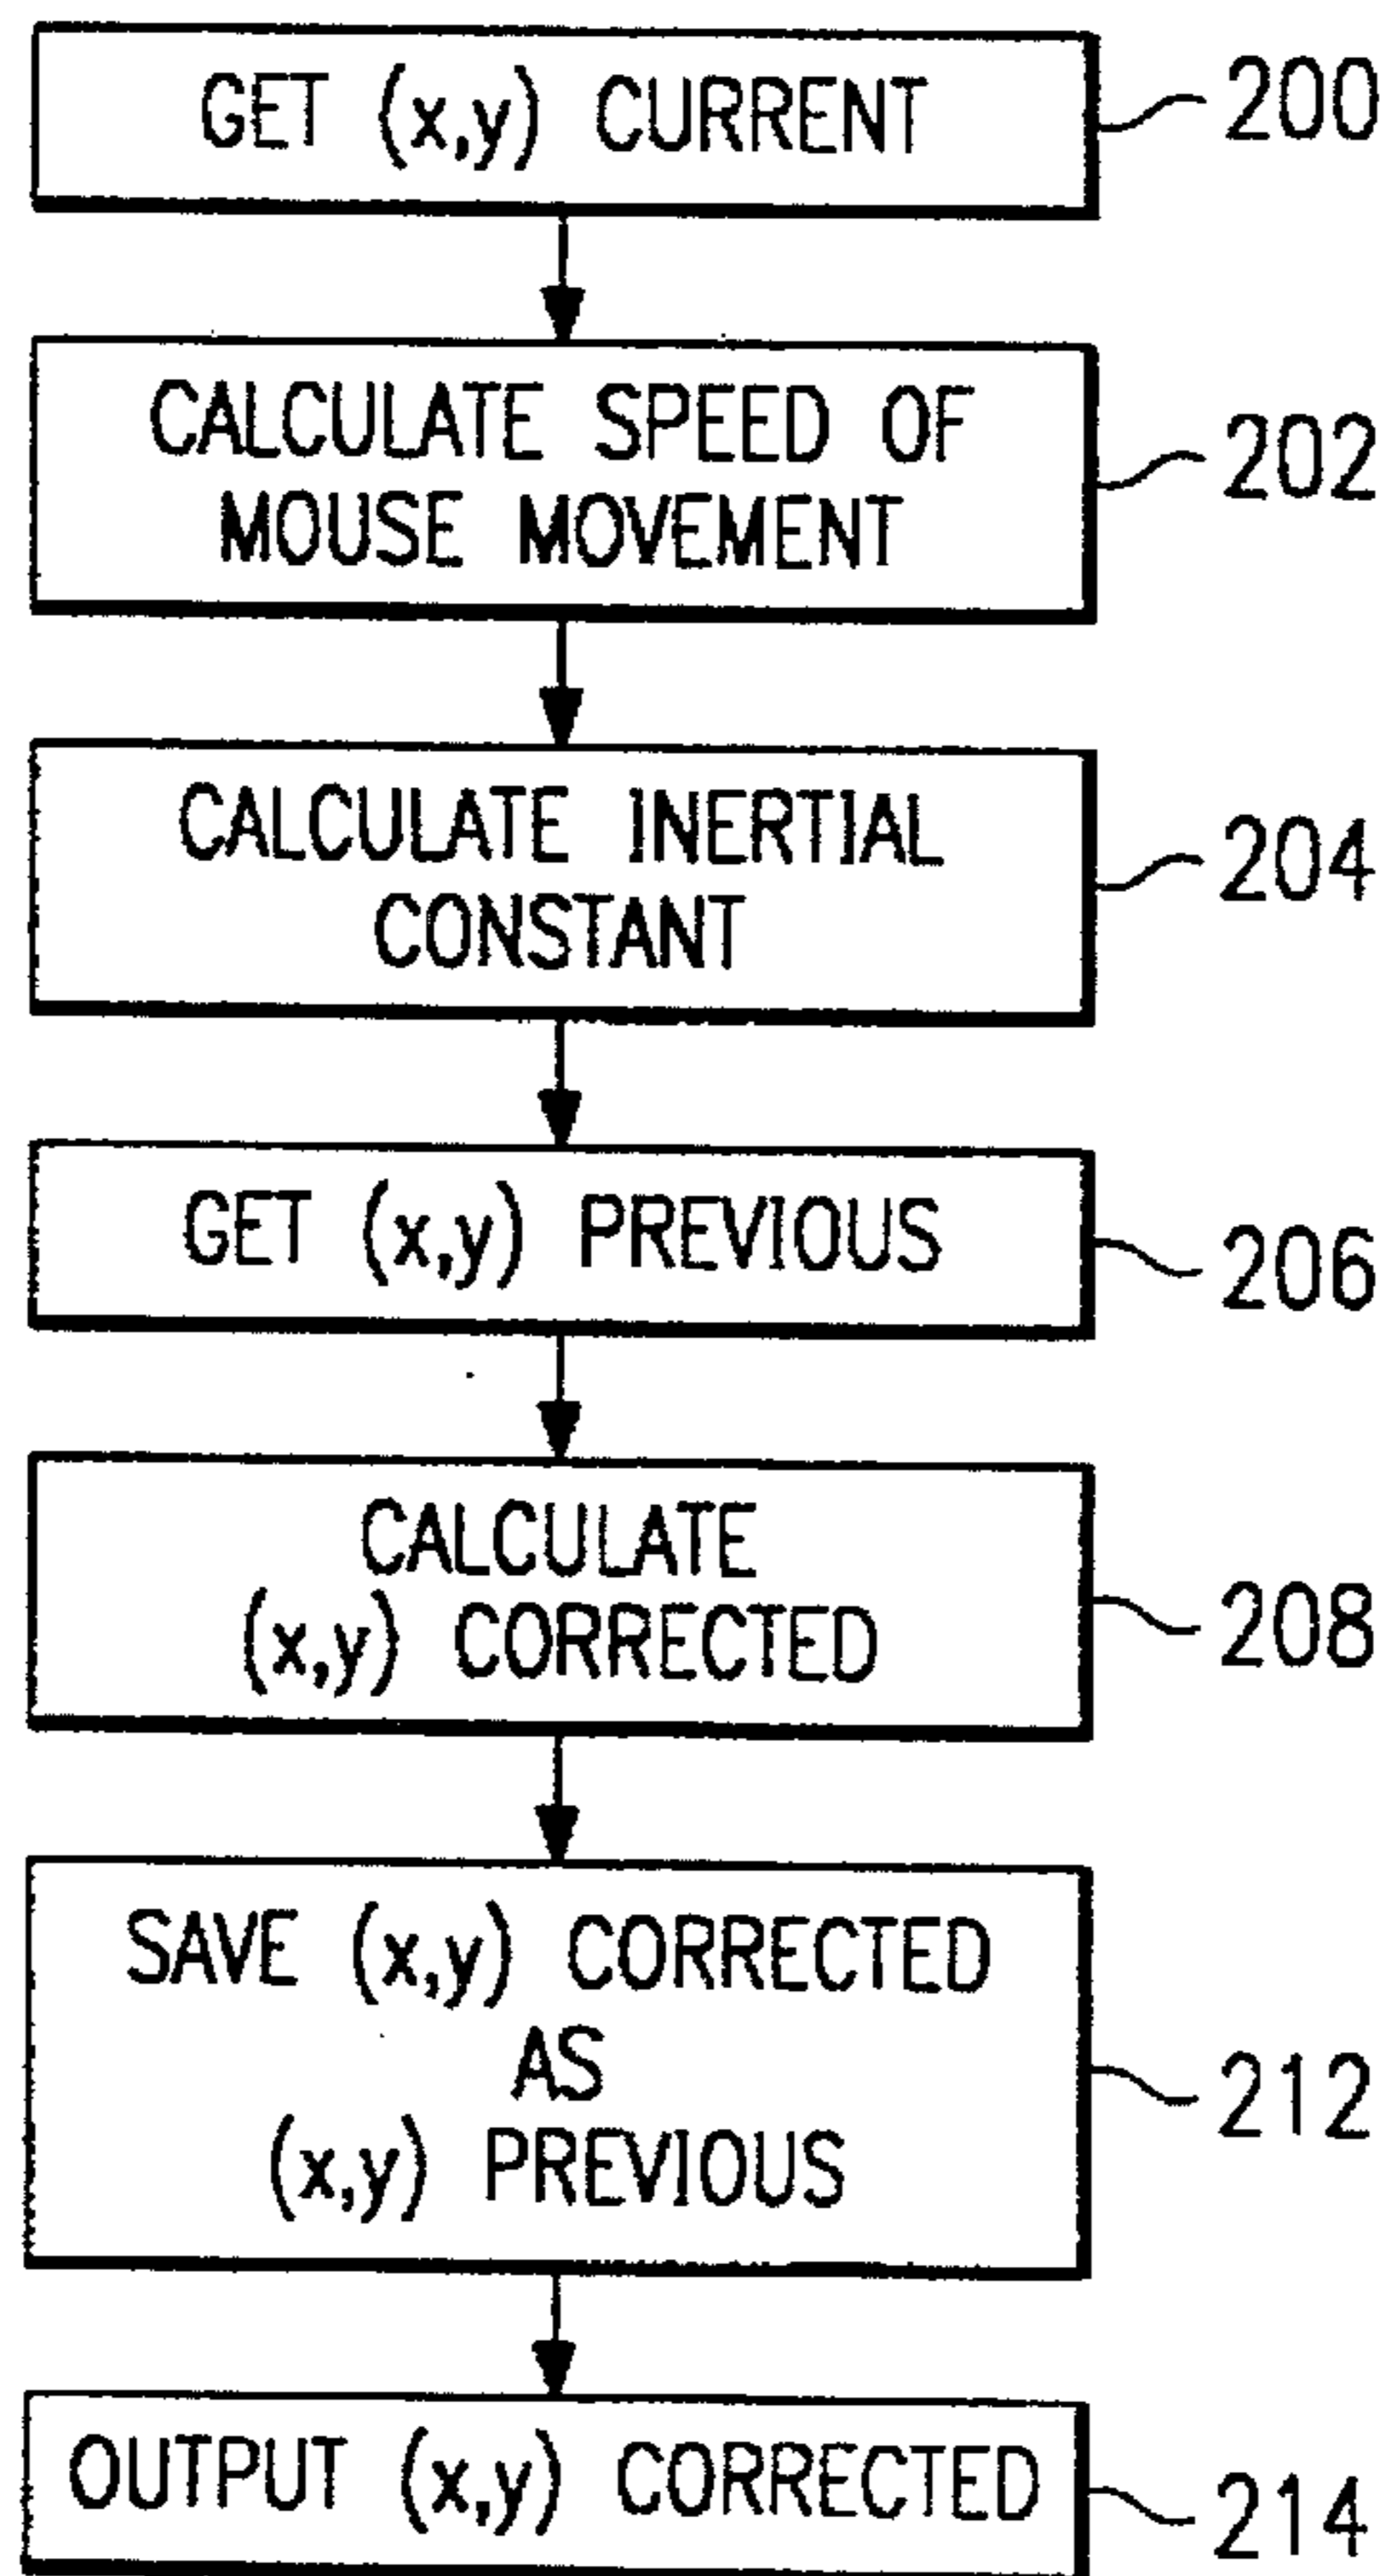 GET (x,y) CURRENT
200
CALCULATE SPEED OF
MOUSE MOVEMENT
202
CALCULATE INERTIAL
CONSTANT
204
GET (x,y) PREVIOUS
206
CALCULATE
(x,y) CORRECTED
208
SAVE (x,y) CORRECTED
AS
(x,y) PREVIOUS
212
OUTPUT (x,y) CORRECTED
214